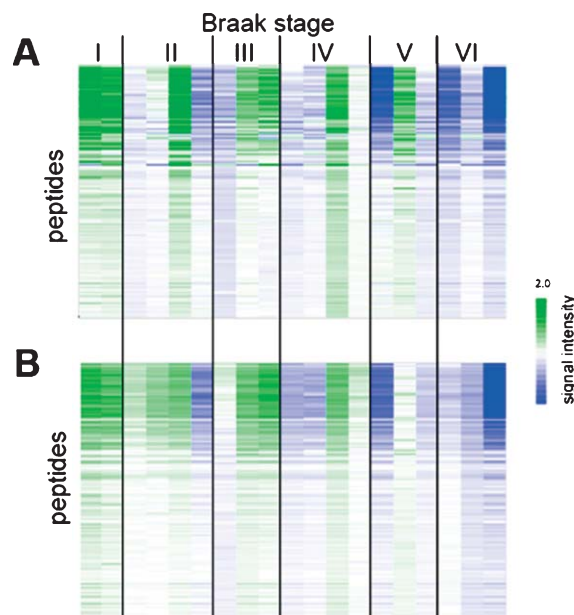 Braak stage
A
I II III IV V VI
peptides
2.0
signal intensity
B
peptides